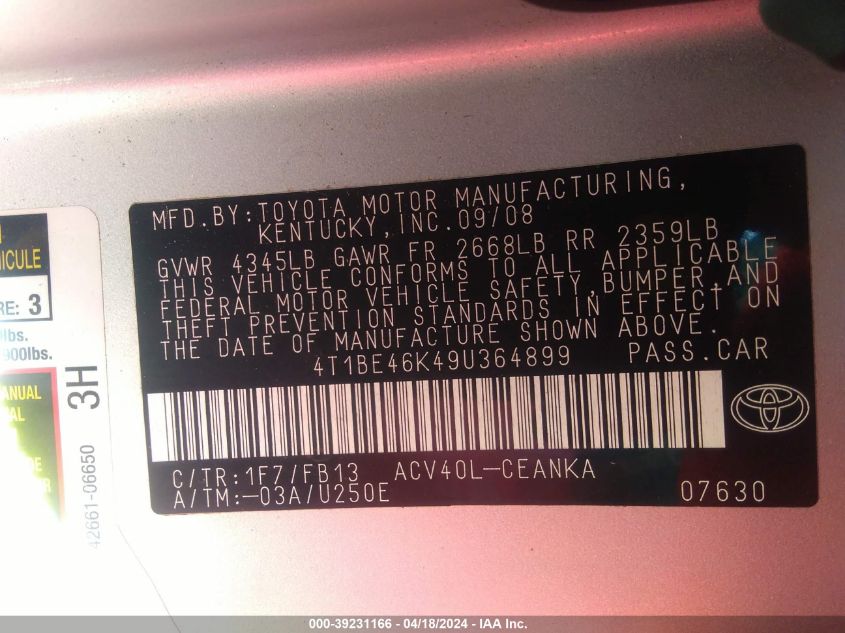 MFD.BY:TOYOTA MOTOR MANUFACTURING,
KENTUCKY,INC.09/08
GVWR 4345LB GAWR FR 2668LB RR 2359LB
THIS VEHICLE CONFORMS TO ALL APPLICABLE
FEDERAL MOTOR VEHICLE SAFETY,BUMPER,AND
THEFT PREVENTION STANDARDS IN EFFECT ON
THE DATE OF MANUFACTURE SHOWN ABOVE.
4T1BE46K49U364899 PASS.CAR
C/TR:1F7/FB13 ACV40L-CEANKA
A/TM:-03A/U250E 07630
HICULE
RE: 3
lbs.
900lbs.
ANUAL
3H
42661-06650
000-39231166 - 04/18/2024 - IAA Inc.